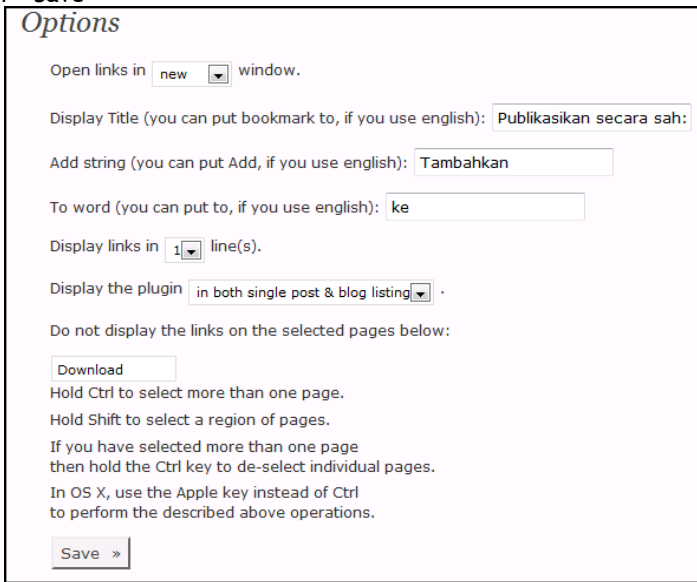 Options
Open links in new window.
Display Title (you can put bookmark to, if you use english): Publikasikan secara sah:
Add string (you can put Add, if you use english): Tambahkan
To word (you can put to, if you use english): ke
Display links in 1 line(s).
Display the plugin in both single post & blog listing .
Do not display the links on the selected pages below:
Download
Hold Ctrl to select more than one page.
Hold Shift to select a region of pages.
If you have selected more than one page
then hold the Ctrl key to de-select individual pages.
In OS X, use the Apple key instead of Ctrl
to perform the described above operations.
Save »